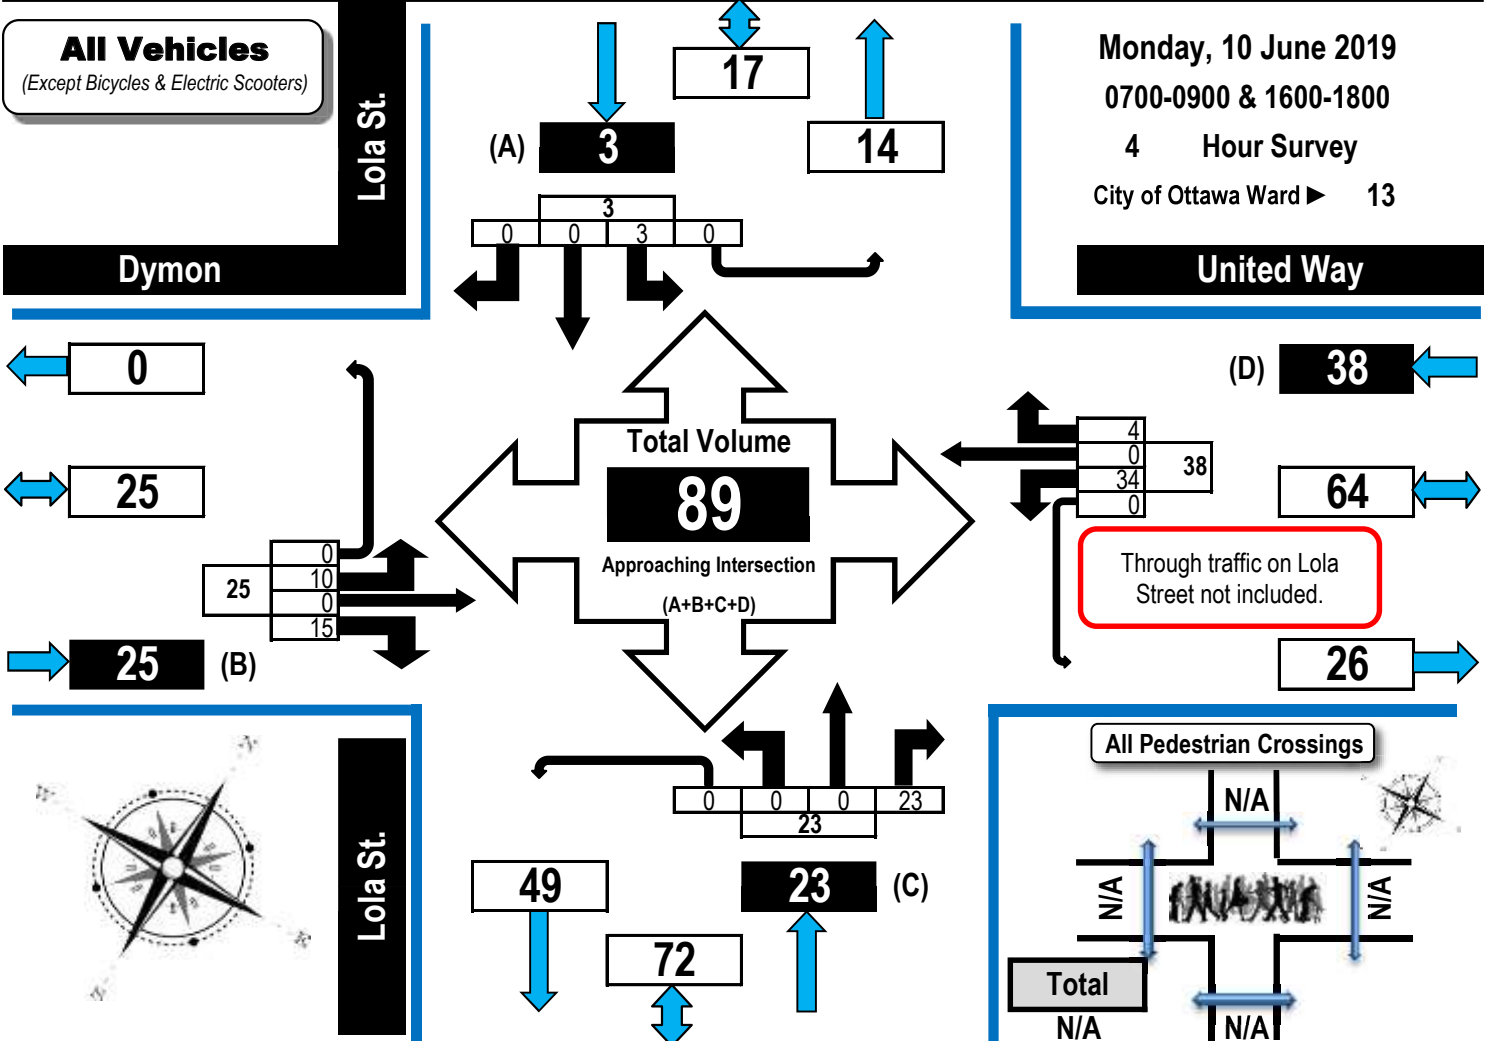 All Vehicles
(Except Bicycles & Electric Scooters)
Lola St.
Dymon
(A)
3
17
14
3
0 0 3 0
Monday, 10 June 2019
0700-0900 & 1600-1800
4 Hour Survey
City of Ottawa Ward ► 13
United Way
0
25
25
0
10
0
15
25
(B)
Total Volume
89
Approaching Intersection
(A+B+C+D)
(D)
38
4
0
34
0
38
64
Through traffic on Lola
Street not included.
26
Lola St.
0 0 0 23
23
49
23
(C)
72
All Pedestrian Crossings
N/A
N/A
N/A
Total
N/A
N/A